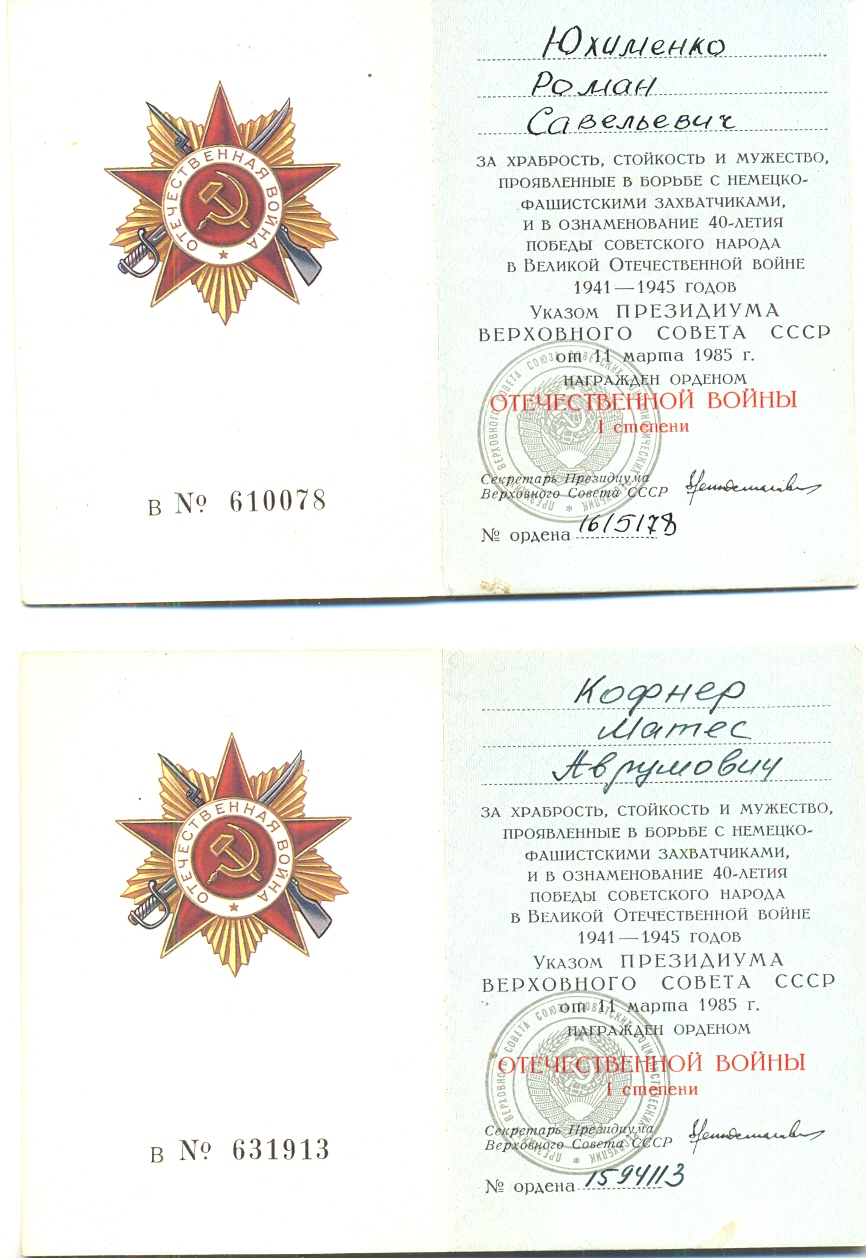 ОТЕЧЕСТВЕННАЯ ВОЙНА
В № 610078
Юхименко
Роман
Савельевич
ЗА ХРАБРОСТЬ, СТОЙКОСТЬ И МУЖЕСТВО,
ПРОЯВЛЕННЫЕ В БОРЬБЕ С НЕМЕЦКО-
ФАШИСТСКИМИ ЗАХВАТЧИКАМИ,
И В ОЗНАМЕНОВАНИЕ 40-ЛЕТИЯ
ПОБЕДЫ СОВЕТСКОГО НАРОДА
В ВЕЛИКОЙ ОТЕЧЕСТВЕННОЙ ВОЙНЕ
1941—1945 ГОДОВ
УКАЗОМ ПРЕЗИДИУМА
ВЕРХОВНОГО СОВЕТА СССР
от 11 марта 1985 г.
НАГРАЖДЕН ОРДЕНОМ
ОТЕЧЕСТВЕННОЙ ВОЙНЫ
I степени
Секретарь Президиума
Верховного Совета СССР
№ ордена 1615178
ОТЕЧЕСТВЕННАЯ ВОЙНА
В № 631913
Кофнер
Матес
Аврумович
ЗА ХРАБРОСТЬ, СТОЙКОСТЬ И МУЖЕСТВО,
ПРОЯВЛЕННЫЕ В БОРЬБЕ С НЕМЕЦКО-
ФАШИСТСКИМИ ЗАХВАТЧИКАМИ,
И В ОЗНАМЕНОВАНИЕ 40-ЛЕТИЯ
ПОБЕДЫ СОВЕТСКОГО НАРОДА
В ВЕЛИКОЙ ОТЕЧЕСТВЕННОЙ ВОЙНЕ
1941—1945 ГОДОВ
УКАЗОМ ПРЕЗИДИУМА
ВЕРХОВНОГО СОВЕТА СССР
от 11 марта 1985 г.
НАГРАЖДЕН ОРДЕНОМ
ОТЕЧЕСТВЕННОЙ ВОЙНЫ
I степени
Секретарь Президиума
Верховного Совета СССР
№ ордена 1594113